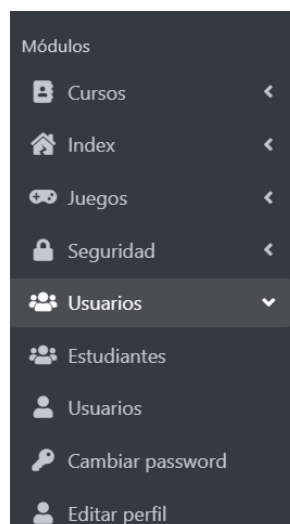 Módulos
Cursos
Index
Juegos
Seguridad
Usuarios
Estudiantes
Usuarios
Cambiar password
Editar perfil